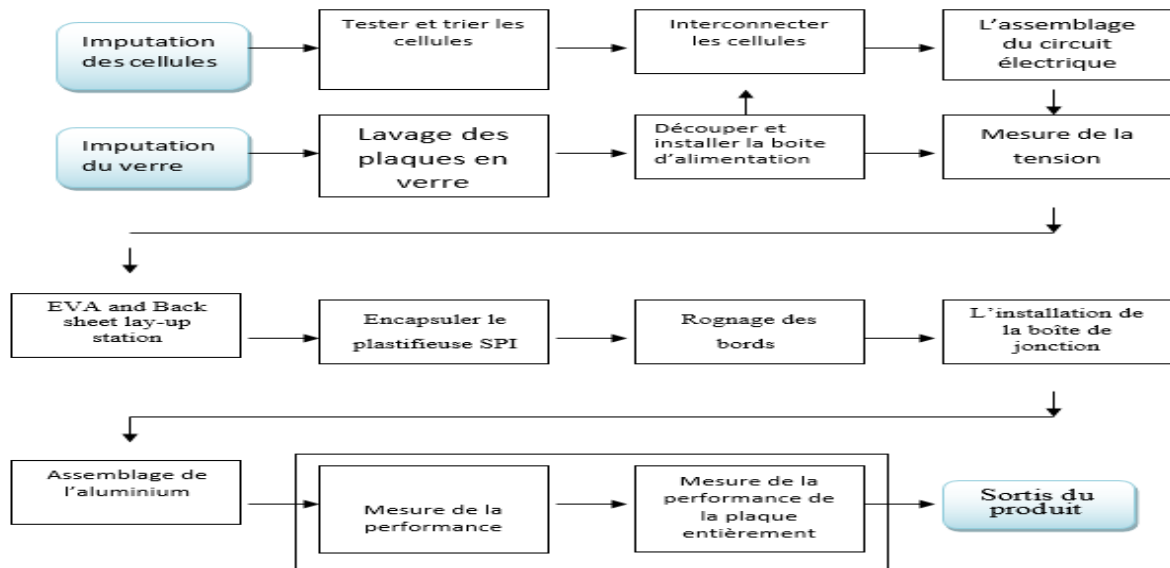 Imputation
des cellules
Tester et trier les
cellules
Interconnecter
les cellules
L’assemblage
du circuit
électrique
Imputation
du verre
Lavage des
plaques en
verre
Découper et
installer la boite
d’alimentation
Mesure de la
tension
EVA and Back
sheet lay-up
station
Encapsuler le
plastifieuse SPI
Rognage des
bords
L’installation de
la boîte de
jonction
Assemblage de
l’aluminium
Mesure de la
performance
Mesure de la
performance de
la plaque
entièrement
Sortis du
produit